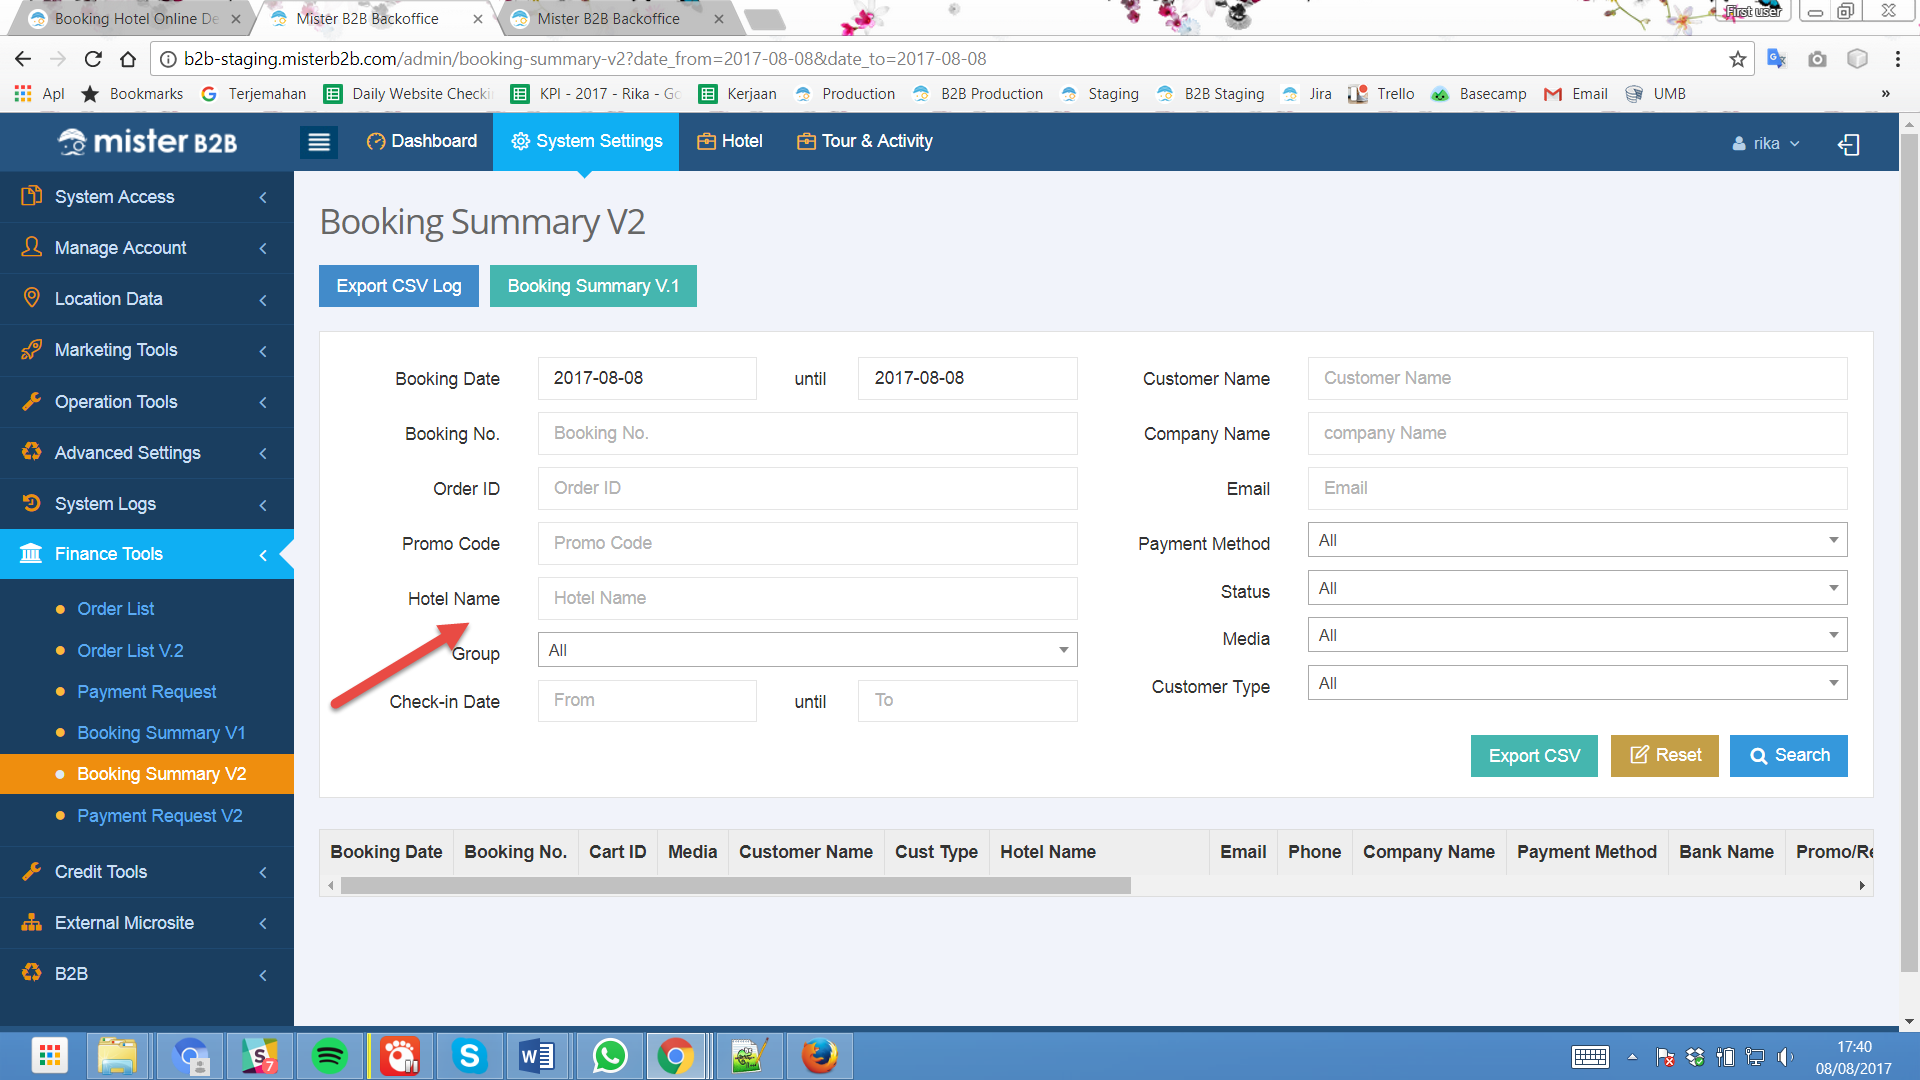 Booking Hotel Online De
Mister B2B Backoffice
Mister B2B Backoffice
First user
b2b-staging.misterb2b.com/admin/booking-summary-v2?date_from=2017-08-08&date_to=2017-08-08
Apl
Bookmarks
Terjemahan
Daily Website Checki
KPI - 2017 - Rika - Go
Kerjaan
Production
B2B Production
Staging
B2B Staging
Jira
Trello
Basecamp
Email
UMB
»
mister B2B
Dashboard
System Settings
Hotel
Tour & Activity
rika
System Access
Manage Account
Location Data
Marketing Tools
Operation Tools
Advanced Settings
System Logs
Finance Tools
Order List
Order List V.2
Payment Request
Booking Summary V1
Booking Summary V2
Payment Request V2
Credit Tools
External Microsite
B2B
Booking Summary V2
Export CSV Log
Booking Summary V.1
Booking Date 2017-08-08 until 2017-08-08
Booking No. Booking No.
Order ID Order ID
Promo Code Promo Code
Hotel Name Hotel Name
Group All
Check-in Date From until To
Customer Name Customer Name
Company Name company Name
Email Email
Payment Method All
Status All
Media All
Customer Type All
Export CSV
Reset
Search
Booking Date Booking No. Cart ID Media Customer Name Cust Type Hotel Name Email Phone Company Name Payment Method Bank Name Promo/Re
7
17:40
08/08/2017